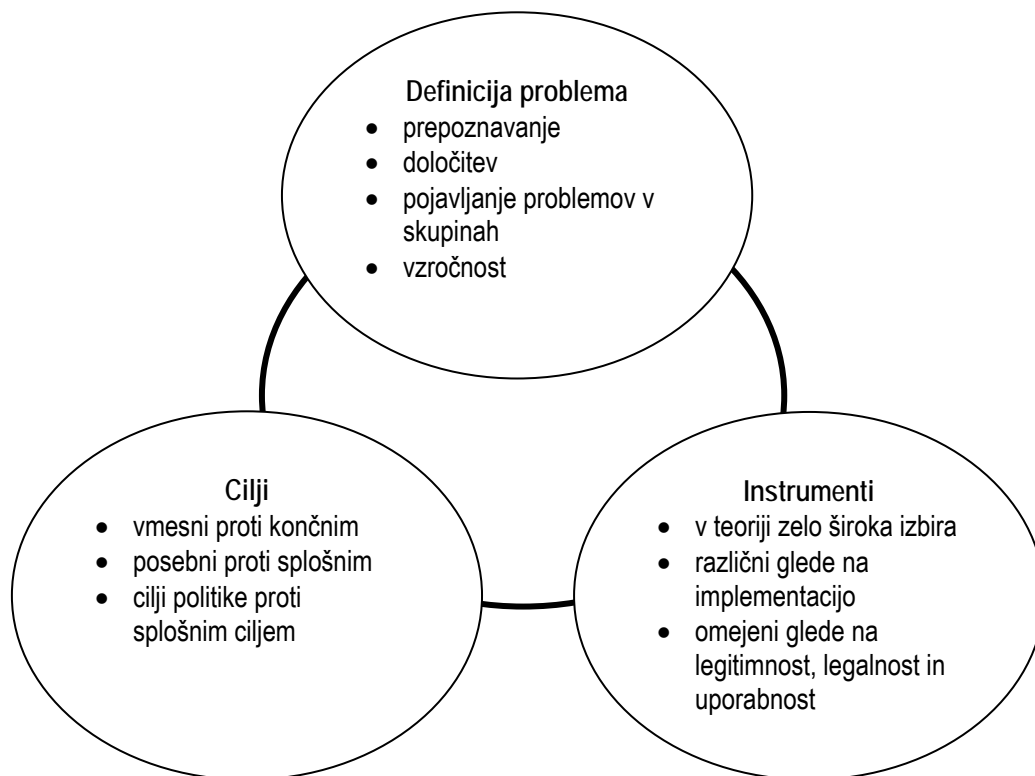 Definicija problema
• prepoznavanje
• določitev
• pojavljanje problemov v
skupinah
• vzročnost
Cilji
• vmesni proti končnim
• posebni proti splošnim
• cilji politike proti
splošnim ciljem
Instrumenti
• v teoriji zelo široka izbira
• različni glede na
implementacijo
• omejeni glede na
legitimnost, legalnost in
uporabnost